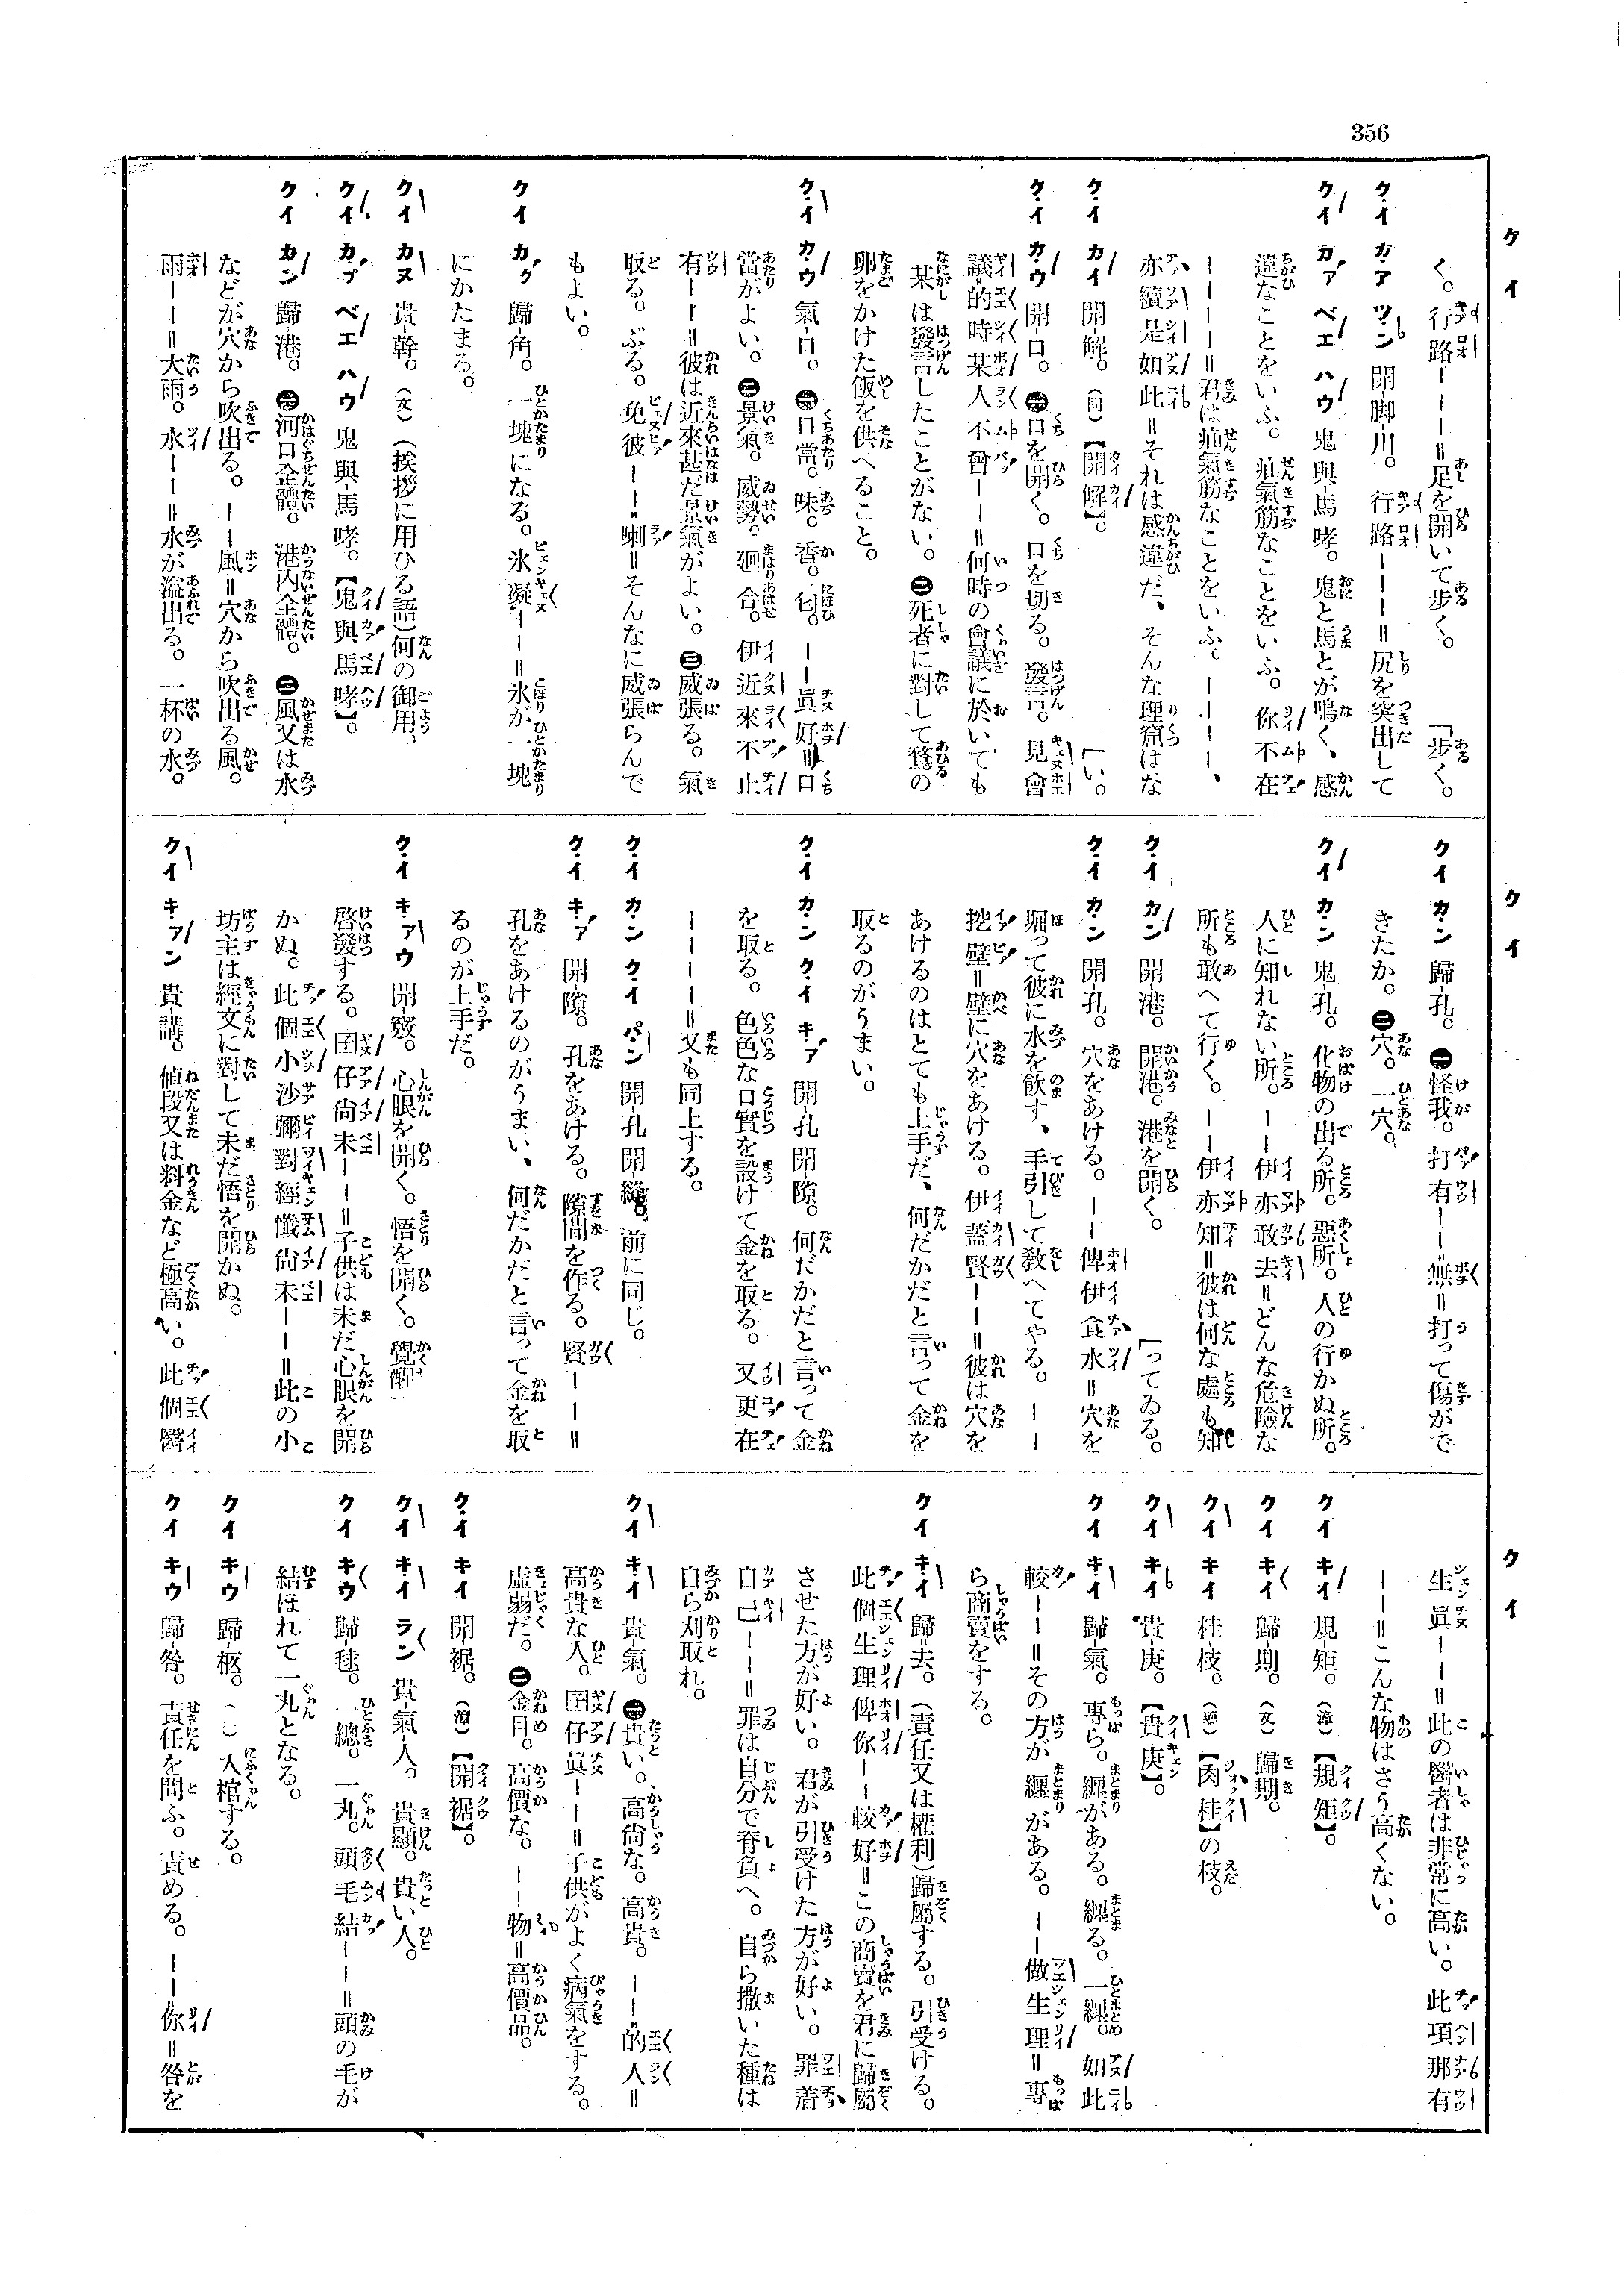 356
クイ
く。行路ーーー＝足を開いて歩く。「歩く。
クイ カア ツン 開-脚-川。行路ーーー＝尻を突出して
クイ カア ベエ ハウ 鬼 與-馬 哮。鬼と馬とが鳴く、感
違なことをいふ。疝氣筋なことをいふ。你不在
ーーーー＝君は疝氣筋なことをいふ。ーーーー、
亦續是如此＝それは感違だ、そんな理窟はな
クイ カイ 開-解。(同)【開解】。「い。
クイ カウ 開-口。㊀口を開く。口を切る。發言。見會
議的時某人不曾ーー＝何時の會議に於いても
某は發言したことがない。㊁死者に對して鶩の
卵をかけた飯を供へること。
クイ カウ 氣-口。㊀口當。味。香。匂。ーー眞好＝口
當がよい。㊁景氣。威勢。廻合。伊近來不止
有ーー＝彼は近來甚だ景氣がよい。㊂威張る。氣
取る。ぶる。免彼ーー喇＝そんなに威張らんで
もよい。
クイ カク 歸-角。一塊になる。氷凝ーー＝氷が一塊
にかたまる。
クイ カヌ 貴-幹。(文)(挨拶に用ひる語)何の御用、
クイ カア ベエ ハウ 鬼 與-馬 哮。【鬼與馬哮】。
クイ カン 歸-港。㊀河口全體。港内全體。㊁風又は水
などが穴から吹出る。ーー風＝穴から吹出る風。
雨ーーー＝大雨。水ーー＝水が溢出る。一杯の水。
クイ
クイ カン 歸-孔。㊀怪我。打有ーー無＝打って傷がで
きたか。㊁穴。一穴。
クイ カン 鬼-孔。化物の出る所。惡所。人の行かぬ所。
人に知れない所。ーー伊亦敢去＝どんな危險な
所も敢へて行く。ーー伊亦知＝彼は何な處も知
クイ カン 開-港。開港。港を開く。「ってゐる。
クイ カン 開-孔。穴をあける。ーー俾伊食水＝穴を
堀って彼に水を飲す、手引して敎へてやる。ーー
挖壁＝壁に穴をあける。伊蓋賢ーー＝彼は穴を
あけるのはとても上手だ、何だかだと言って金を
取るのがうまい。
クイ カン クイ キア 開-孔 開-隙。何だかだと言って金
を取る。色色な口實を設けて金を取る。又更在
ーーーー＝又も同上する。
クイ カン クイ パン 開-孔 開-縫。前に同じ。
クイ キア 開-隙。孔をあける。隙間を作る。賢ーー＝
孔をあけるのがうまい、何だかだと言って金を取
るのが上手だ。
クイ キアウ 開-竅。心眼を開く。悟を開く。覺醉
啓發する。囝仔尙未ーー＝子供は未だ心眼を開
かぬ。此個小沙彌對經懺尙未ーー＝此の小
坊主は經文に對して未だ悟を開かぬ。
クイ キアン 貴-講。値段又は料金など極高い。此個醫
クイ
生眞ーー＝此の醫者は非常に高い。此項那有
ーー＝こんな物はさう高くない。
クイ キイ 規-矩。(漳)【規矩】。
クイ キイ 歸-期。(文)歸期。
クイ キイ 桂-枝。(藥)【肉桂】の枝。
クイ キイ 貴-庚。【貴庚】。
クイ キイ 歸-氣。專ら。纒がある。纒る。一纒。如此
較ーー＝その方が纒がある。ーー做生理＝專
ら商賣をする。
クイ キイ 歸-去。(責任又は權利)歸屬する。引受ける。
此個生理俾你ーー較好＝この商賣を君に歸屬
させた方が好い。君が引受けた方が好い。罪着
自己ーー＝罪は自分で脊負へ。自ら撒いた種は
自ら刈取れ。
クイ キイ 貴-氣。㊀貴い。高尙な。高貴。ーー的人＝
高貴な人。囝仔眞ーー＝子供がよく病氣をする。
虛弱だ。㊁金目。高價な。ーー物＝高價品。
クイ キイ 開-裾。(漳)【開裾】。
クイ キイ ラン 貴-氣-人。貴顯。貴い人。
クイ キウ 歸-毬。一總。一丸。頭毛結ーー＝頭の毛が
結ほれて一丸となる。
クイ キウ 歸-柩。入棺する。
クイ キウ 歸-咎。責任を問ふ。責める。ーー你＝咎を